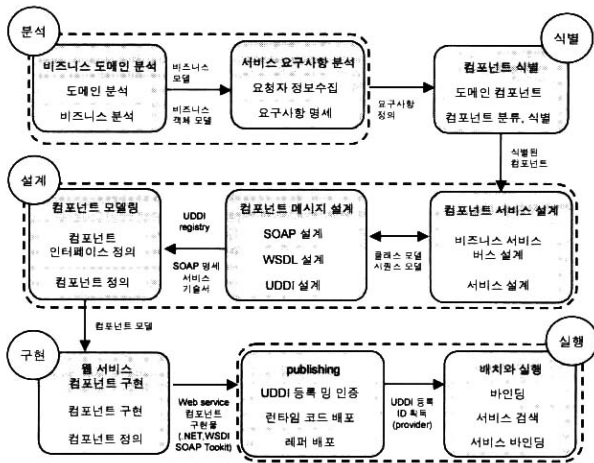 분석
식별
비즈니스 도메인 분석
도메인 분석
비즈니스 분석
비즈니스
모델
비즈니스
객체 모델
서비스 요구사항 분석
요청자 정보수집
요구사항 명세
요구사항
정의
컴포넌트 식별
도메인 컴포넌트
컴포넌트 분류, 식별
식별된
컴포넌트
설계
컴포넌트 모델링
컴포넌트
인터페이스 정의
컴포넌트 정의
UDDI
registry
SOAP 명세
서비스
기술서
컴포넌트 메시지 설계
SOAP 설계
WSDL 설계
UDDI 설계
클래스 모델
시퀀스 모델
컴포넌트 서비스 설계
비즈니스 서비스
버스 설계
서비스 설계
컴포넌트 모델
구현
실행
웹 서비스
컴포넌트 구현
컴포넌트 구현
컴포넌트 정의
Web service
컴포넌트
구현물
(.NET,WSDL
SOAP Tookit)
publishing
UDDI 등록 및 인증
런타임 코드 배포
레퍼 배포
UDDI 등록
ID 획득
(provider)
배치와 실행
바인딩
서비스 검색
서비스 바인딩